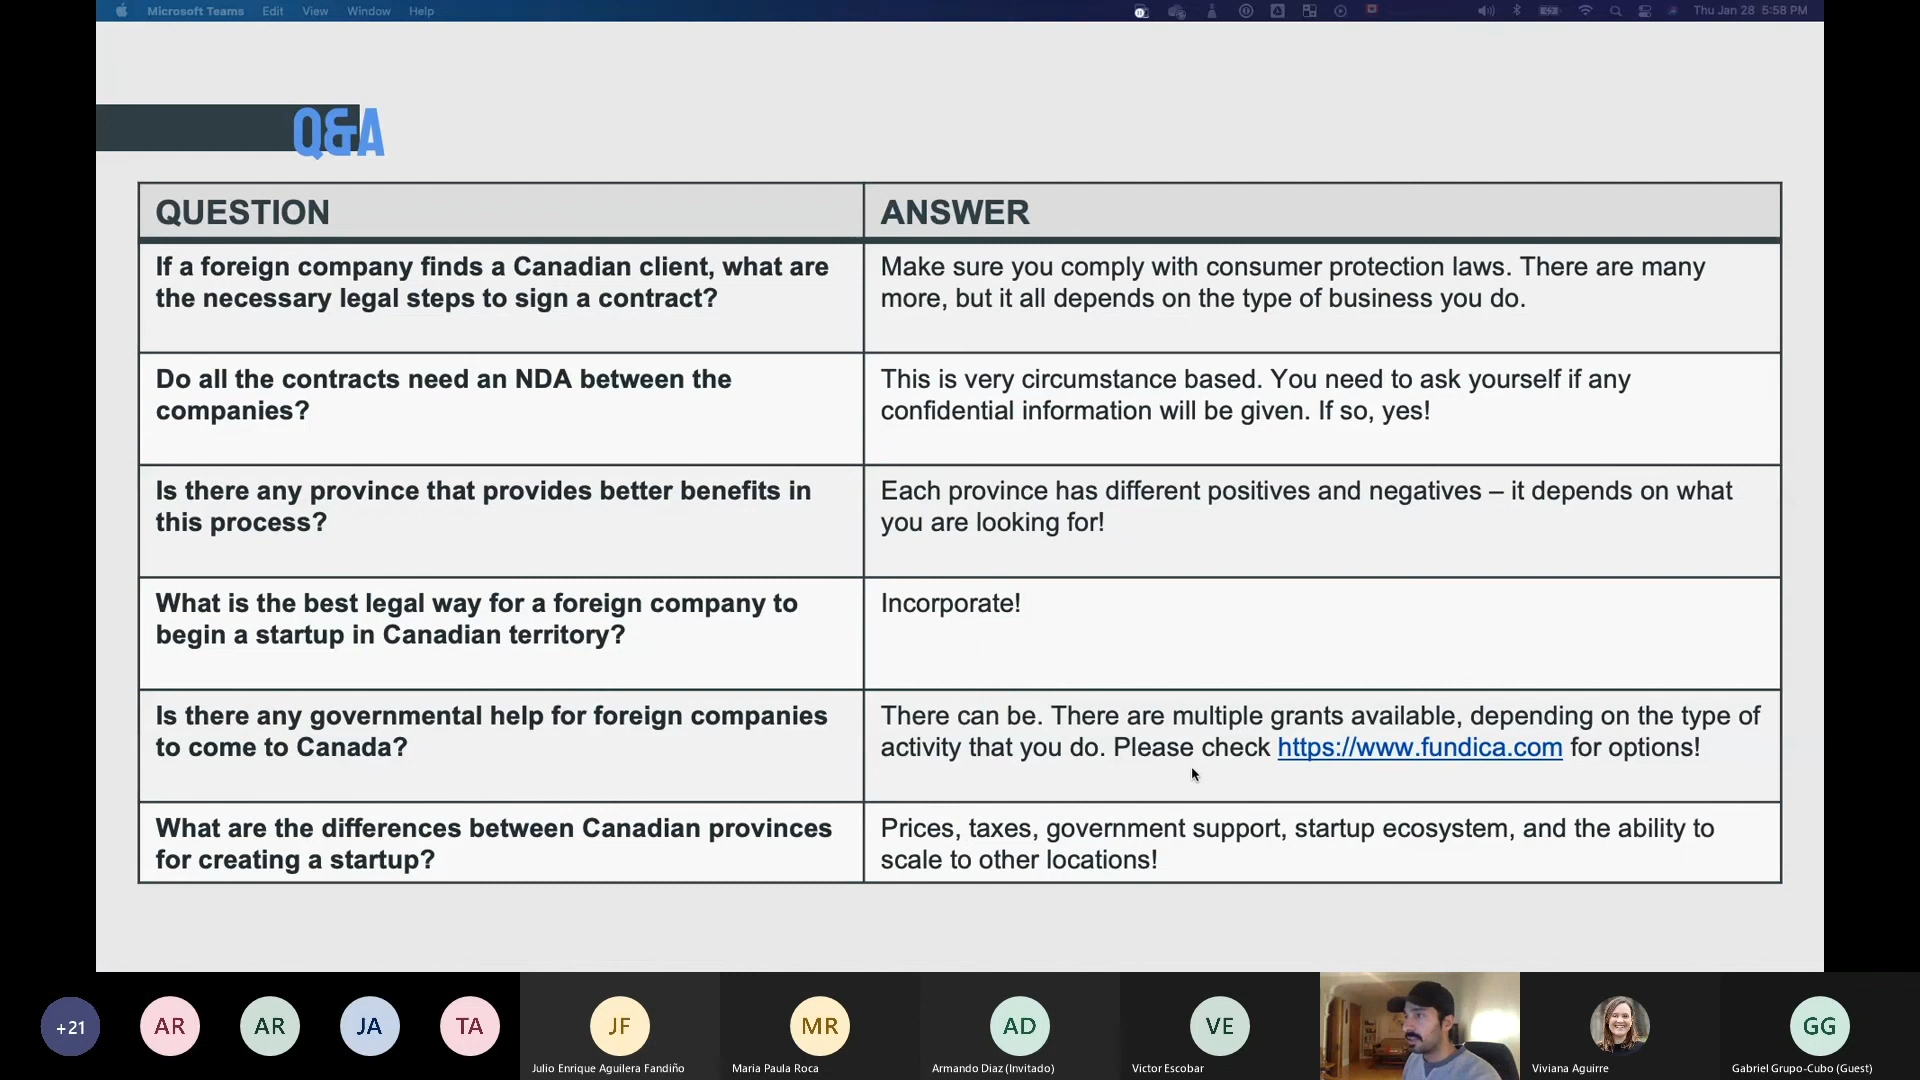 Microsoft Teams Edit View Window Help Thu Jan 28 5:58 PM
Q&A
QUESTION ANSWER
If a foreign company finds a Canadian client, what are
the necessary legal steps to sign a contract?
Make sure you comply with consumer protection laws. There are many
more, but it all depends on the type of business you do.
Do all the contracts need an NDA between the
companies?
This is very circumstance based. You need to ask yourself if any
confidential information will be given. If so, yes!
Is there any province that provides better benefits in
this process?
Each province has different positives and negatives – it depends on what
you are looking for!
What is the best legal way for a foreign company to
begin a startup in Canadian territory?
Incorporate!
Is there any governmental help for foreign companies
to come to Canada?
There can be. There are multiple grants available, depending on the type of
activity that you do. Please check https://www.fundica.com for options!
What are the differences between Canadian provinces
for creating a startup?
Prices, taxes, government support, startup ecosystem, and the ability to
scale to other locations!
+21 AR AR JA TA JF MR AD VE GG
Julio Enrique Aguilera Fandiño Maria Paula Roca Armando Diaz (Invitado) Victor Escobar Viviana Aguirre Gabriel Grupo-Cubo (Guest)